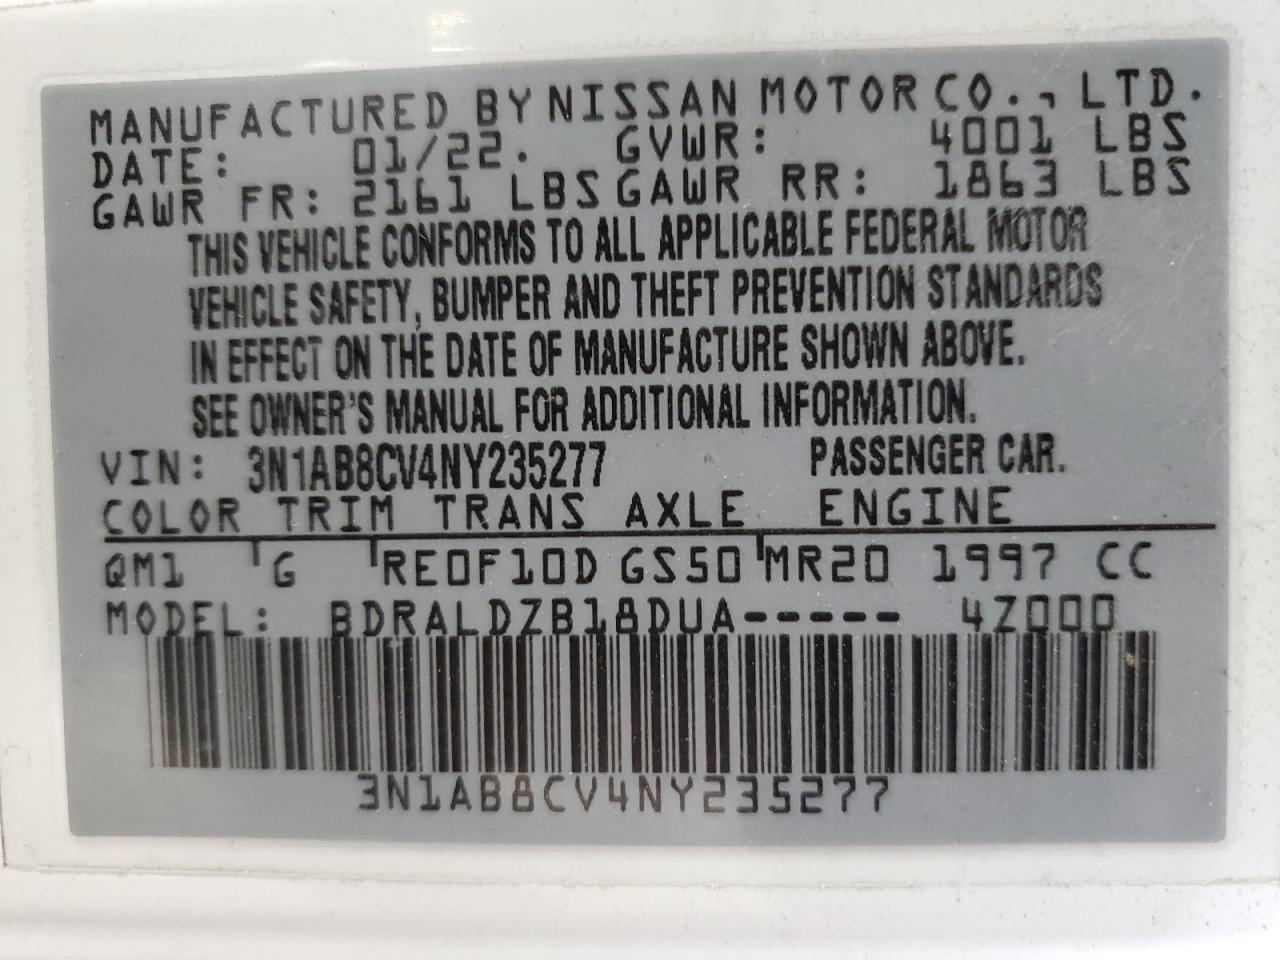 MANUFACTURED BY NISSAN MOTOR CO., LTD.
DATE: 01/22. GVWR: 4001 LBS
GAWR FR: 2161 LBS GAWR RR: 1863 LBS
THIS VEHICLE CONFORMS TO ALL APPLICABLE FEDERAL MOTOR
VEHICLE SAFETY, BUMPER AND THEFT PREVENTION STANDARDS
IN EFFECT ON THE DATE OF MANUFACTURE SHOWN ABOVE.
SEE OWNER'S MANUAL FOR ADDITIONAL INFORMATION.
VIN: 3N1AB8CV4NY235277 PASSENGER CAR.
COLOR TRIM TRANS AXLE ENGINE
QM1 G RE0F10D GS50 MR20 1997 CC
MODEL: BDRALDZB18DUA----- 4Z000
3N1AB8CV4NY235277